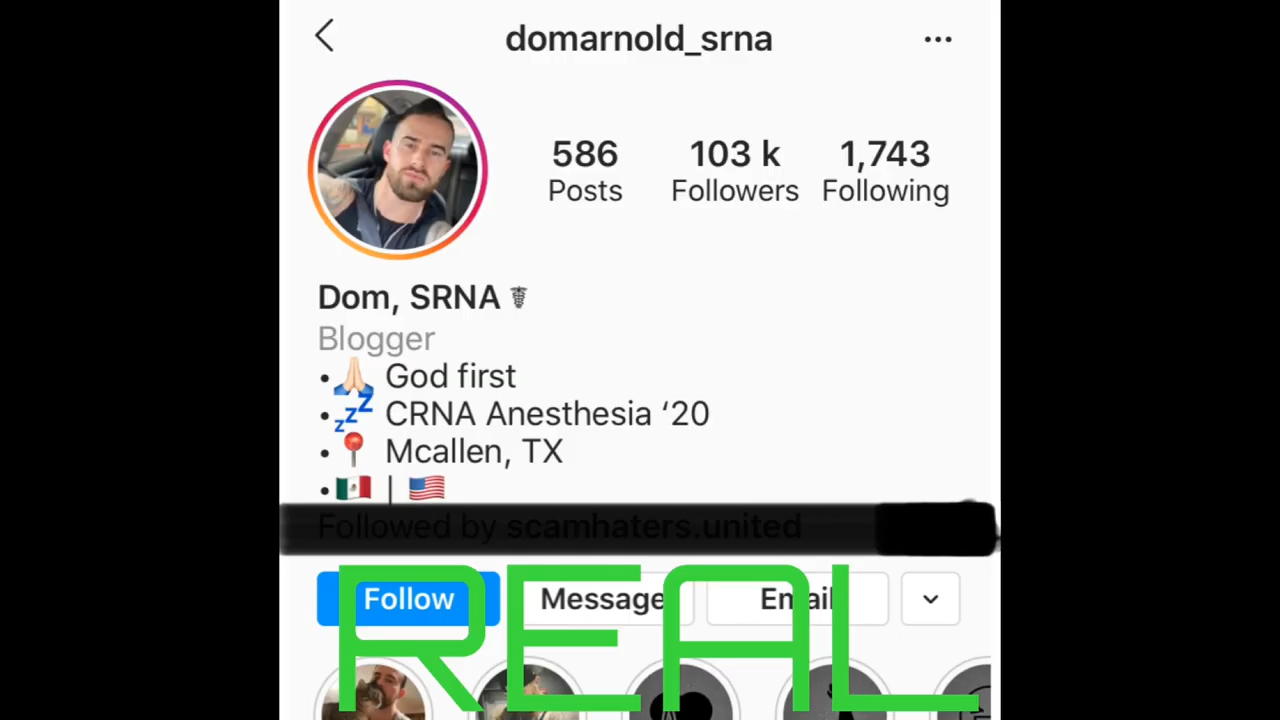 domarnold_srna
586 103 k 1,743
Posts Followers Following
Dom, SRNA
Blogger
• 🙏🏻 God first
• 💤 CRNA Anesthesia ‘20
• 📍 Mcallen, TX
• 🇲🇽 | 🇺🇸
Followed by scamhaters.united
Follow Message Email
REAL